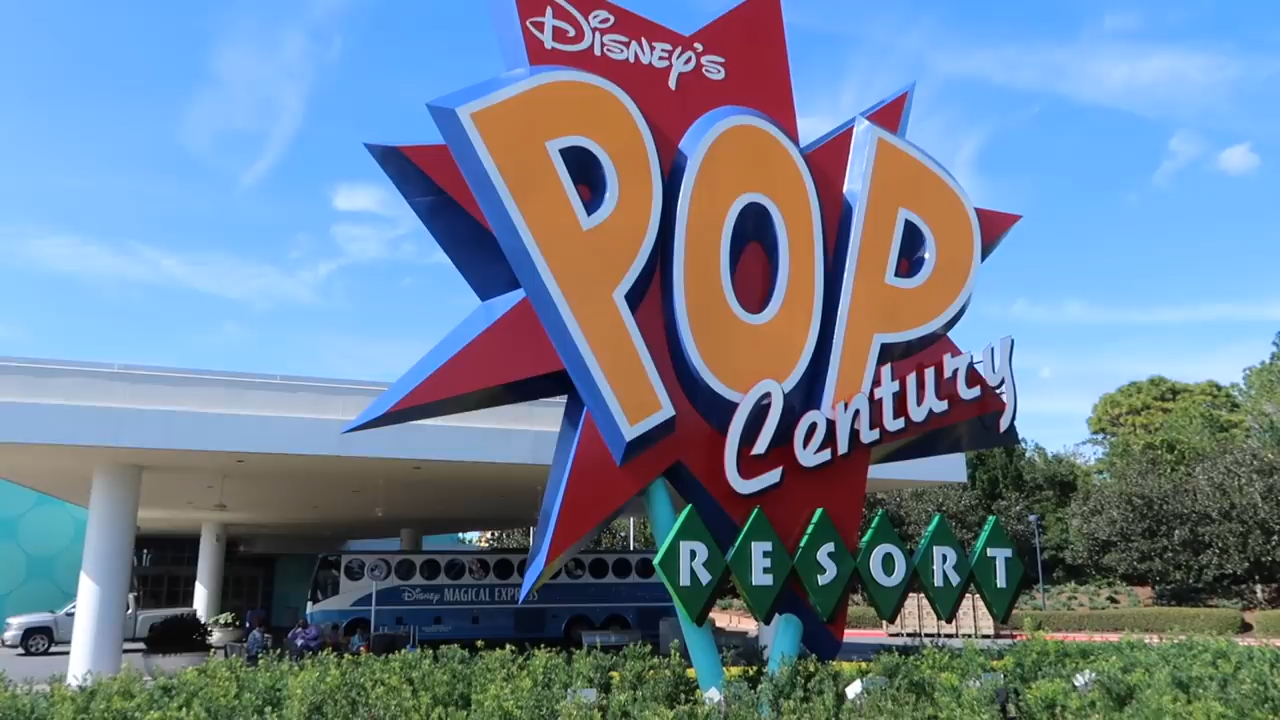 Disney's
POP
Century
RESORT
Disney MAGICAL EXPRESS